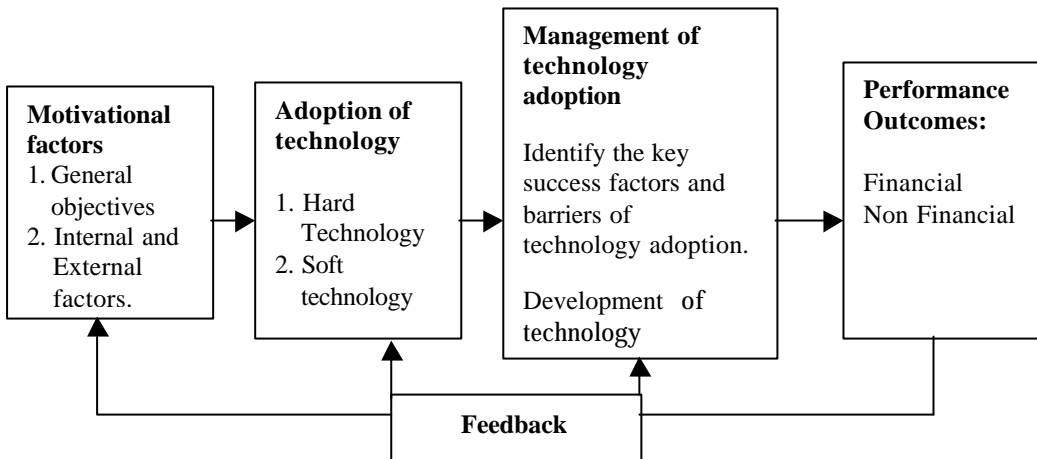 Motivational
factors
1. General
objectives
2. Internal and
External
factors.
Adoption of
technology
1. Hard
Technology
2. Soft
technology
Management of
technology
adoption
Identify the key
success factors and
barriers of
technology adoption.
Development of
technology
Performance
Outcomes:
Financial
Non Financial
Feedback